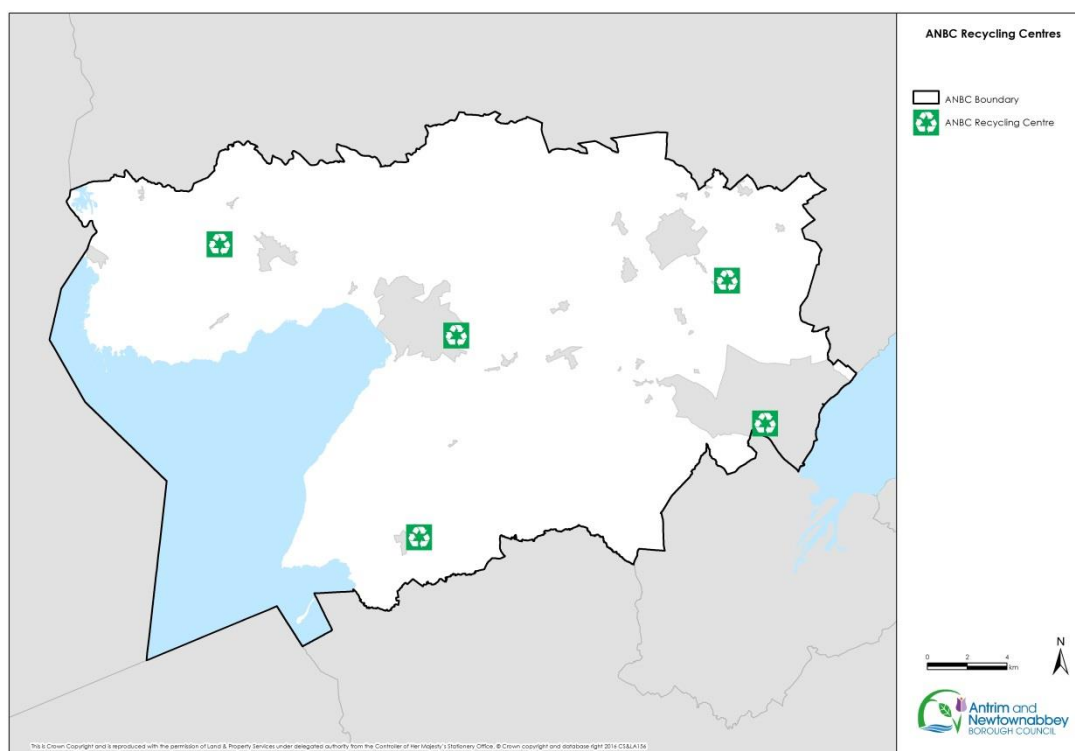 ANBC Recycling Centres
ANBC Boundary
ANBC Recycling Centre
N
0 2 4
km
Antrim and
Newtownabbey
BOROUGH COUNCIL
This is Crown Copyright and is reproduced with the permission of Land & Property Services under delegated authority from the Controller of Her Majesty's Stationery Office, © Crown copyright and database right 2016 CS&LA156